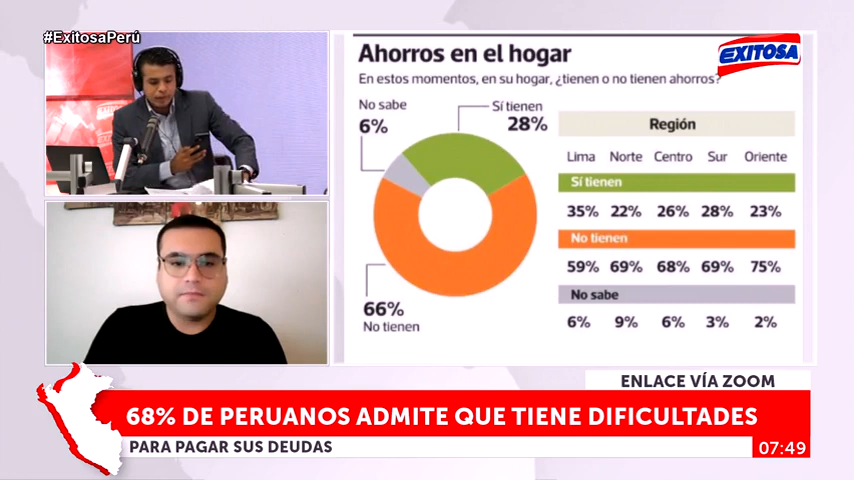 #ExitosaPerú
Ahorros en el hogar
EXITOSA
En estos momentos, en su hogar, ¿tienen o no tienen ahorros?
No sabe
6%
Sí tienen
28%
66%
No tienen
Región
Lima Norte Centro Sur Oriente
Sí tienen
35% 22% 26% 28% 23%
No tienen
59% 69% 68% 69% 75%
No sabe
6% 9% 6% 3% 2%
ENLACE VÍA ZOOM
68% DE PERUANOS ADMITE QUE TIENE DIFICULTADES
PARA PAGAR SUS DEUDAS
07:49